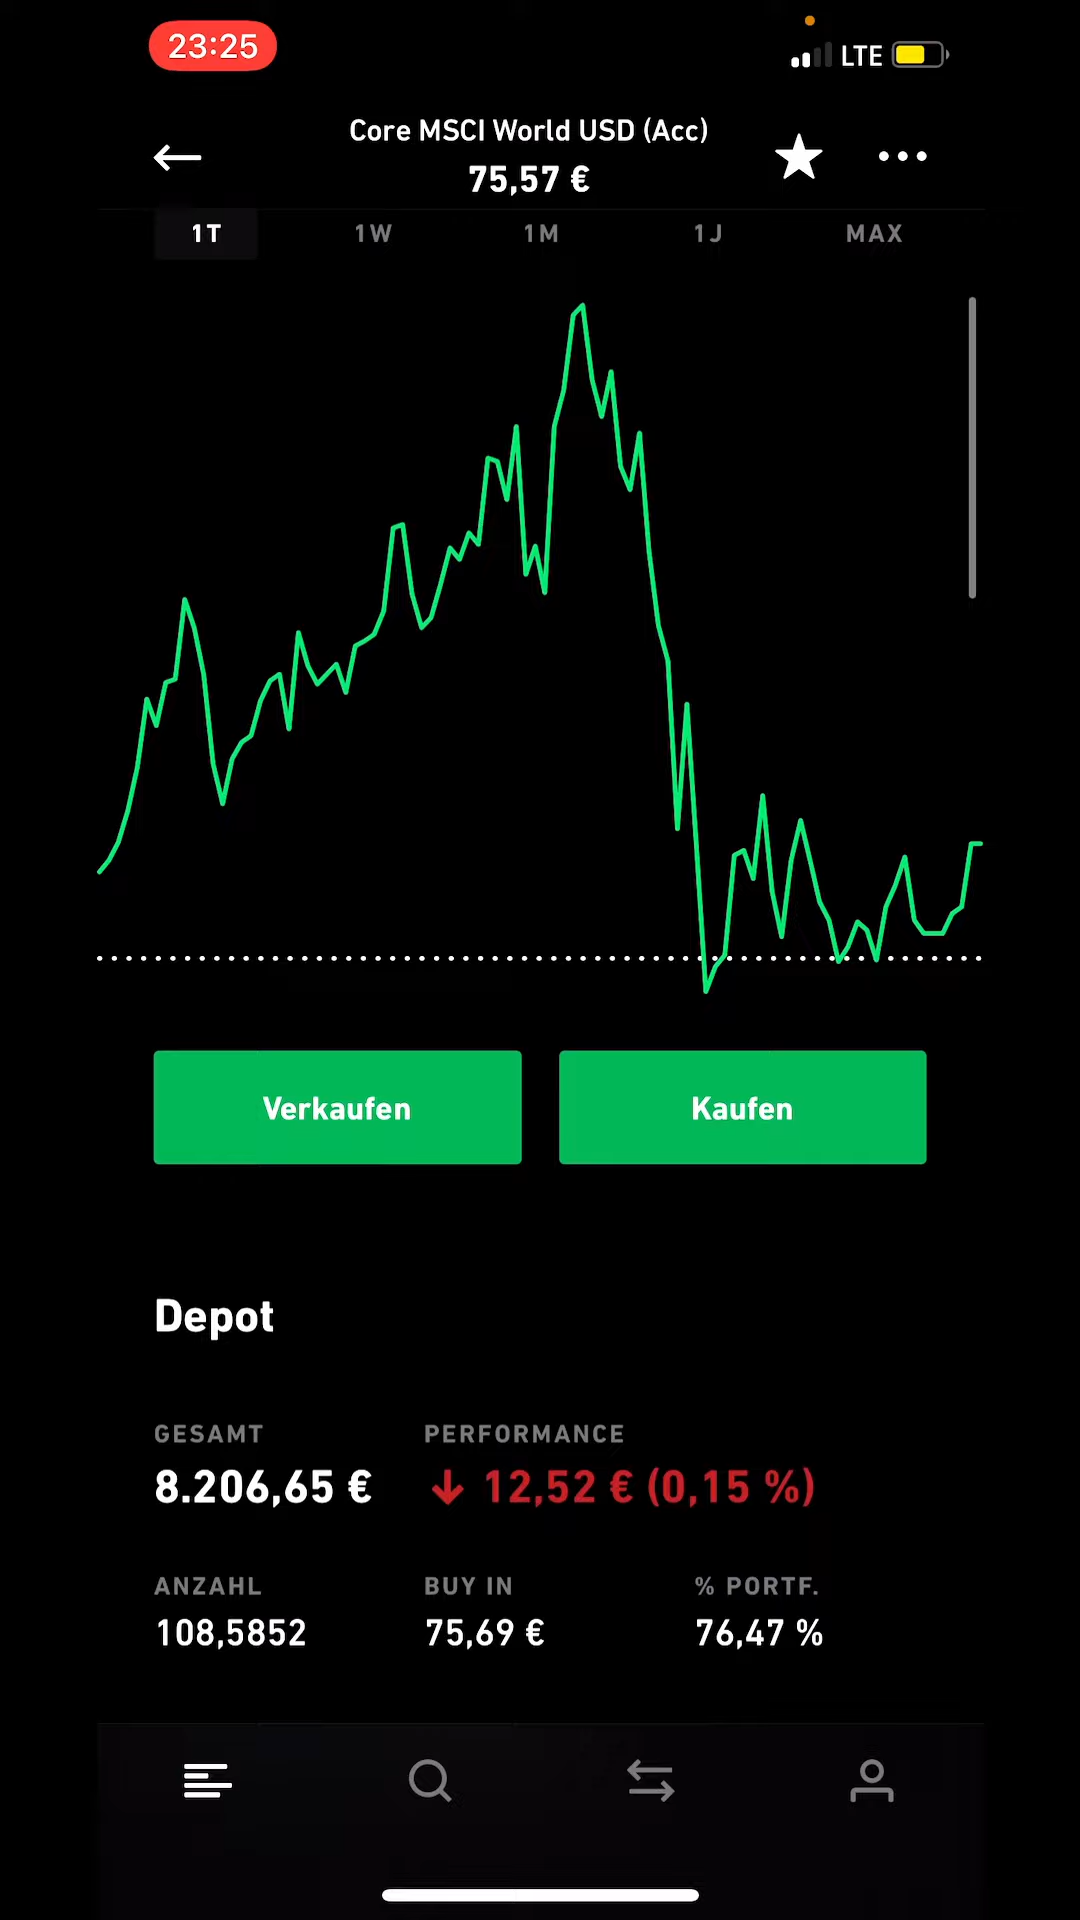 23:25
LTE
Core MSCI World USD (Acc)
75,57 €
1T 1W 1M 1J MAX
Verkaufen Kaufen
Depot
GESAMT PERFORMANCE
8.206,65 € ↓ 12,52 € (0,15 %)
ANZAHL BUY IN % PORTF.
108,5852 75,69 € 76,47 %